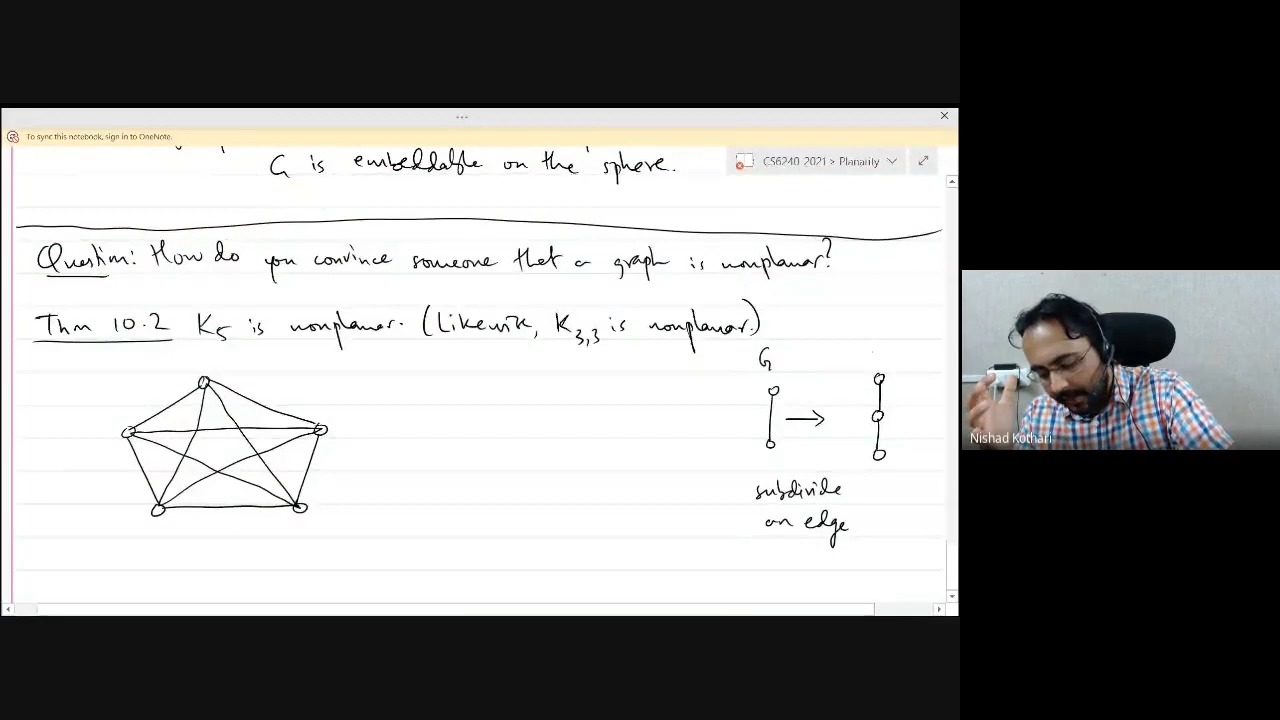 To sync this notebook, sign in to OneNote.
G is embeddable on the sphere.
CS6240 2021 > Planarity
Question: How do you convince someone that a graph is nonplanar?
Thm 10.2 K5 is nonplanar. (Likewise, K3,3 is nonplanar.)
G
subdivide
an edge
Nishad Kothari